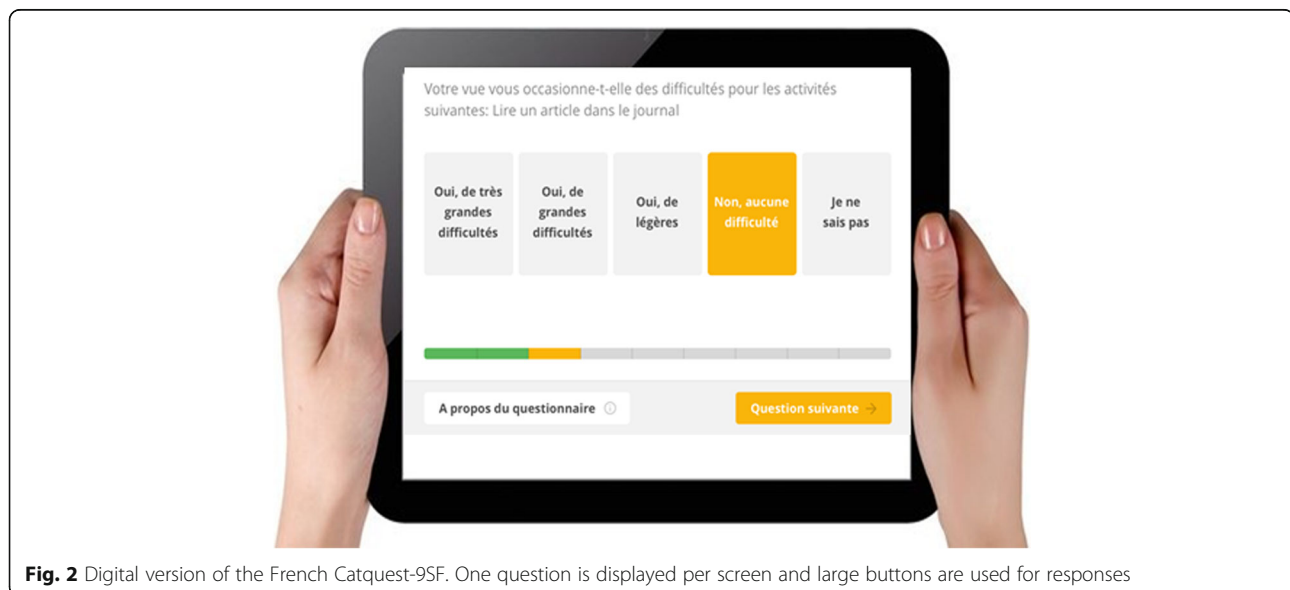 Votre vue vous occasionne-t-elle des difficultés pour les activités
suivantes: Lire un article dans le journal
Oui, de très
grandes
difficultés
Oui, de
grandes
difficultés
Oui, de
légères
Non, aucune
difficulté
Je ne
sais pas
A propos du questionnaire
Question suivante →
Fig. 2 Digital version of the French Catquest-9SF. One question is displayed per screen and large buttons are used for responses